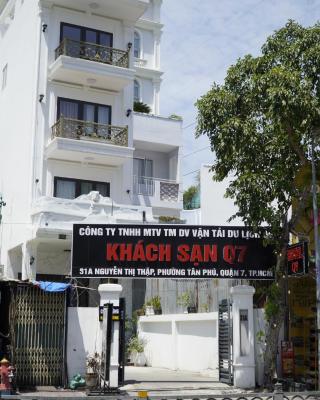 CÔNG TY TNHH MTV TM DV VẬN TẢI DU LỊCH
KHÁCH SẠN Q7
91A NGUYỄN THỊ THẬP, PHƯỜNG TÂN PHÚ, QUẬN 7, TP.HCM